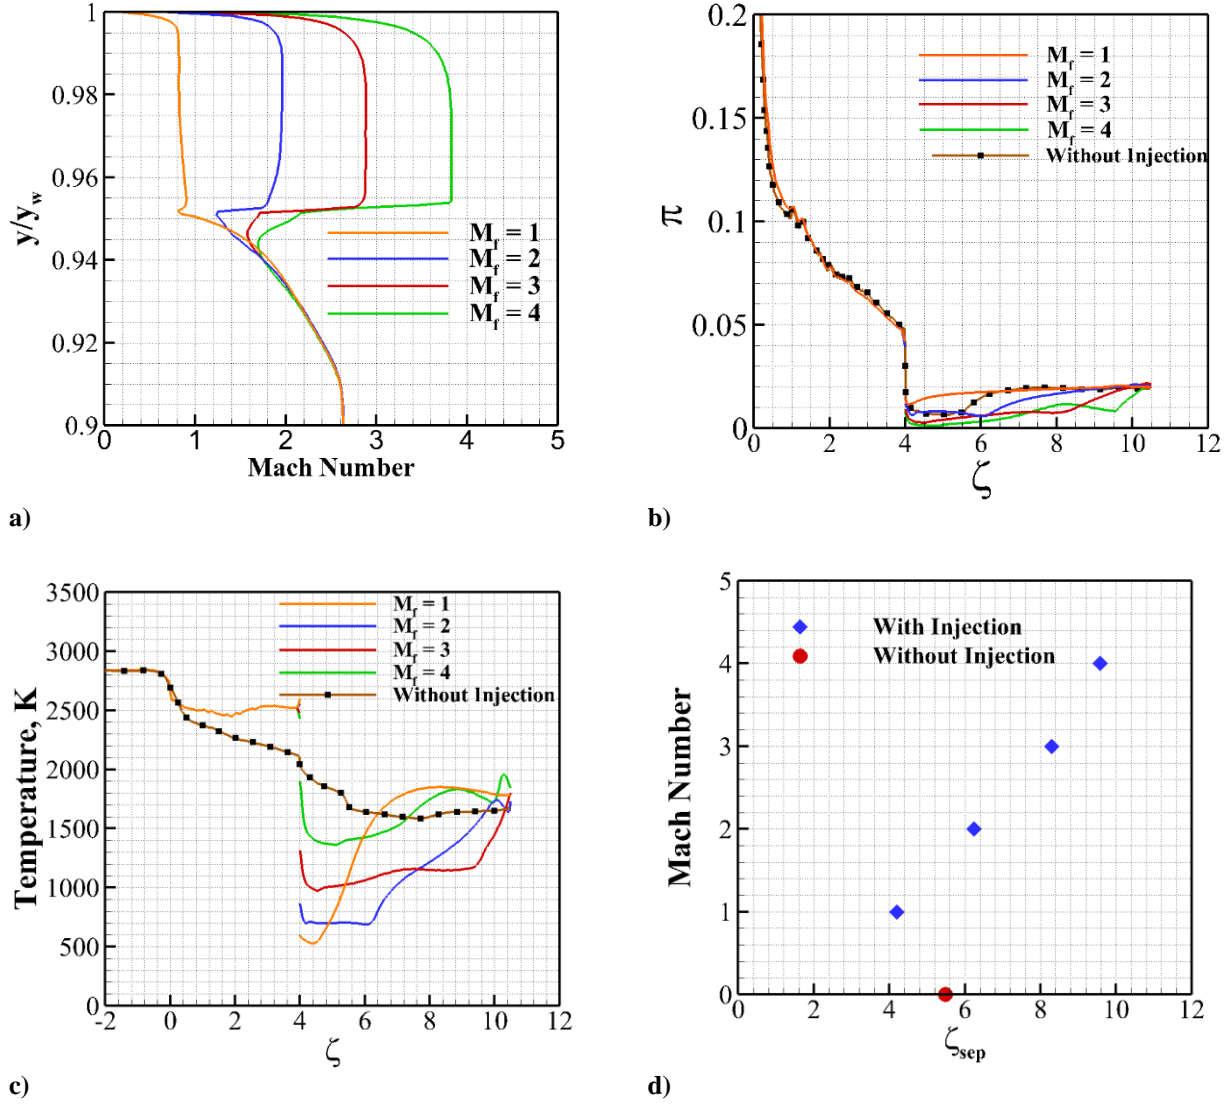 1
0.98
0.96
0.94
0.92
0.9
y/y_w
0 1 2 3 4 5
Mach Number
M_f = 1
M_f = 2
M_f = 3
M_f = 4
a)
0.2
0.15
0.1
0.05
0
π
0 2 4 6 8 10 12
ζ
M_f = 1
M_f = 2
M_f = 3
M_f = 4
Without Injection
b)
3500
3000
2500
2000
1500
1000
500
0
Temperature, K
-2 0 2 4 6 8 10 12
ζ
M_f = 1
M_f = 2
M_f = 3
M_f = 4
Without Injection
c)
5
4
3
2
1
0
Mach Number
0 2 4 6 8 10 12
ζ_sep
With Injection
Without Injection
d)